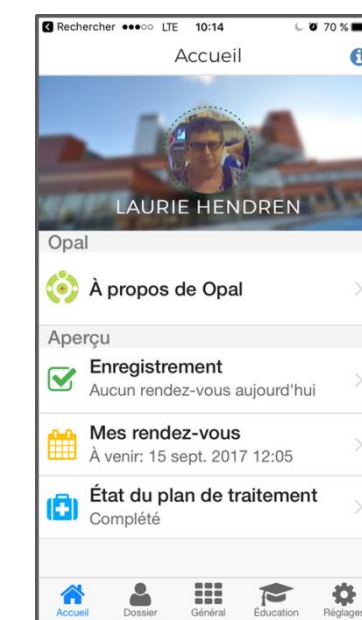 Rechercher LTE 10:14 70 %
Accueil
LAURIE HENDREN
Opal
À propos de Opal
Aperçu
Enregistrement
Aucun rendez-vous aujourd'hui
Mes rendez-vous
À venir: 15 sept. 2017 12:05
État du plan de traitement
Complété
Accueil Dossier Général Éducation Réglages